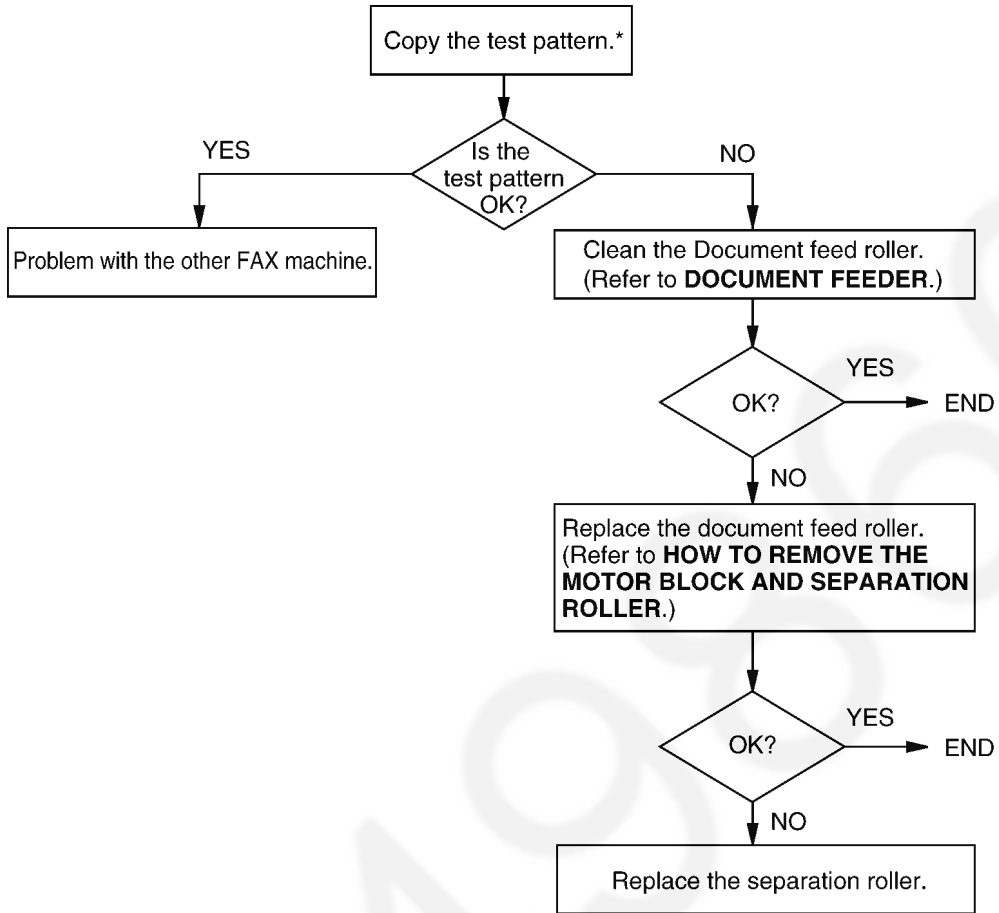 Copy the test pattern.*
Is the
test pattern
OK?
YES
NO
Problem with the other FAX machine.
Clean the Document feed roller.
(Refer to DOCUMENT FEEDER.)
OK?
YES
END
NO
Replace the document feed roller.
(Refer to HOW TO REMOVE THE
MOTOR BLOCK AND SEPARATION
ROLLER.)
OK?
YES
END
NO
Replace the separation roller.